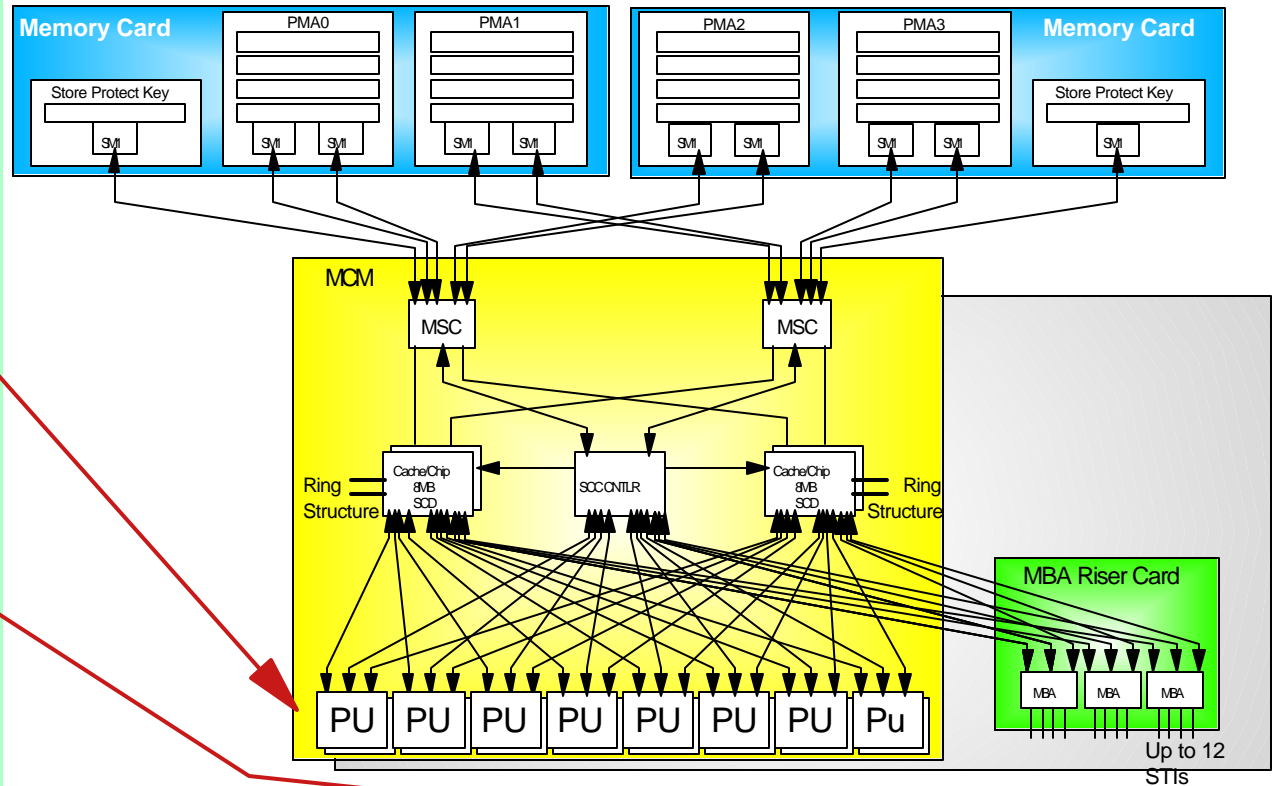 Memory Card
PMA0
PMA1
PMA2
PMA3
Memory Card
Store Protect Key
Store Protect Key
SMI
SMI
SMI
SMI
SMI
SMI
SMI
SMI
SMI
SMI
MCM
MSC
MSC
Ring
Structure
Cache/Chip
8MB
SCD
SCC CNTLR
Cache/Chip
8MB
SCD
Ring
Structure
MBA Riser Card
MBA
MBA
MBA
PU
PU
PU
PU
PU
PU
PU
Pu
Up to 12
STIs